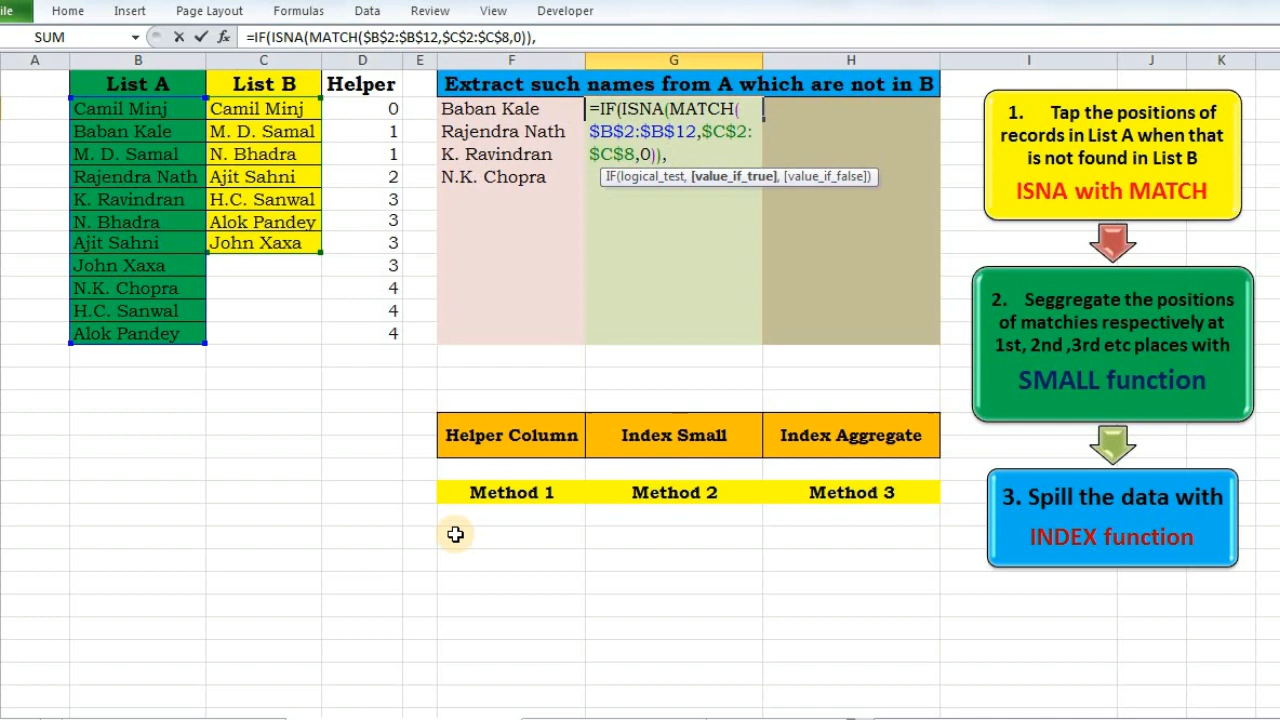 ile Home Insert Page Layout Formulas Data Review View Developer
SUM fx =IF(ISNA(MATCH($B$2:$B$12,$C$2:$C$8,0)),
A B C D E F G H I J K
List A List B Helper Extract such names from A which are not in B
Camil Minj Camil Minj 0 Baban Kale =IF(ISNA(MATCH(
Baban Kale M. D. Samal 1 Rajendra Nath $B$2:$B$12,$C$2:
M. D. Samal N. Bhadra 1 K. Ravindran $C$8,0)),
Rajendra Nath Ajit Sahni 2 N.K. Chopra IF(logical_test, [value_if_true], [value_if_false])
K. Ravindran H.C. Sanwal 3
N. Bhadra Alok Pandey 3
Ajit Sahni John Xaxa 3
John Xaxa 3
N.K. Chopra 4
H.C. Sanwal 4
Alok Pandey 4
Helper Column Index Small Index Aggregate
Method 1 Method 2 Method 3
1. Tap the positions of
records in List A when that
is not found in List B
ISNA with MATCH
2. Seggregate the positions
of matchies respectively at
1st, 2nd ,3rd etc places with
SMALL function
3. Spill the data with
INDEX function